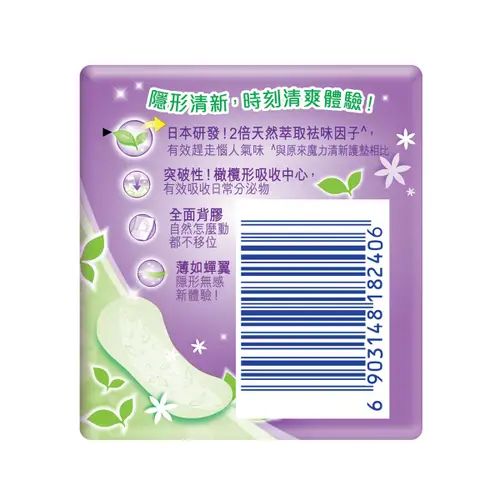 隱形清新，時刻清爽體驗！
日本研發！2倍天然萃取祛味因子^，
有效趕走惱人氣味 ^與原來魔力清新護墊相比
突破性！橄欖形吸收中心，
有效吸收日常分泌物
全面背膠
自然怎麼動
都不移位
薄如蟬翼
隱形無感
新體驗！
6 903148 182406